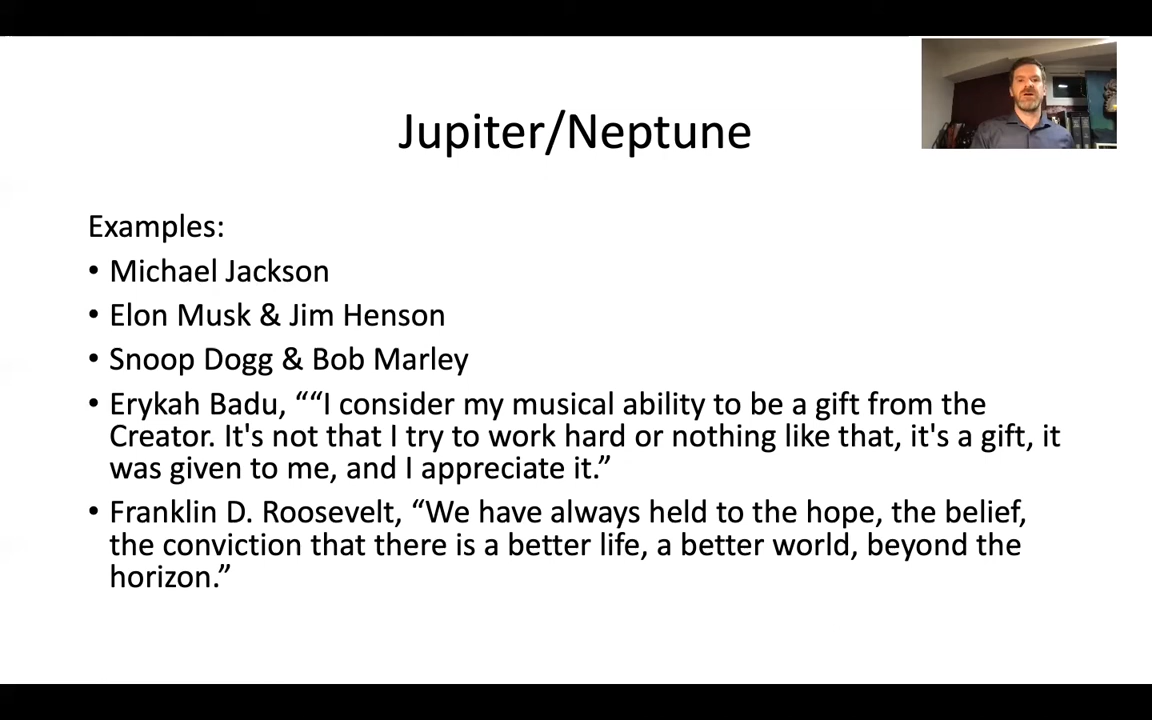 Jupiter/Neptune
Examples:
• Michael Jackson
• Elon Musk & Jim Henson
• Snoop Dogg & Bob Marley
• Erykah Badu, ““I consider my musical ability to be a gift from the
Creator. It's not that I try to work hard or nothing like that, it's a gift, it
was given to me, and I appreciate it.”
• Franklin D. Roosevelt, “We have always held to the hope, the belief,
the conviction that there is a better life, a better world, beyond the
horizon.”